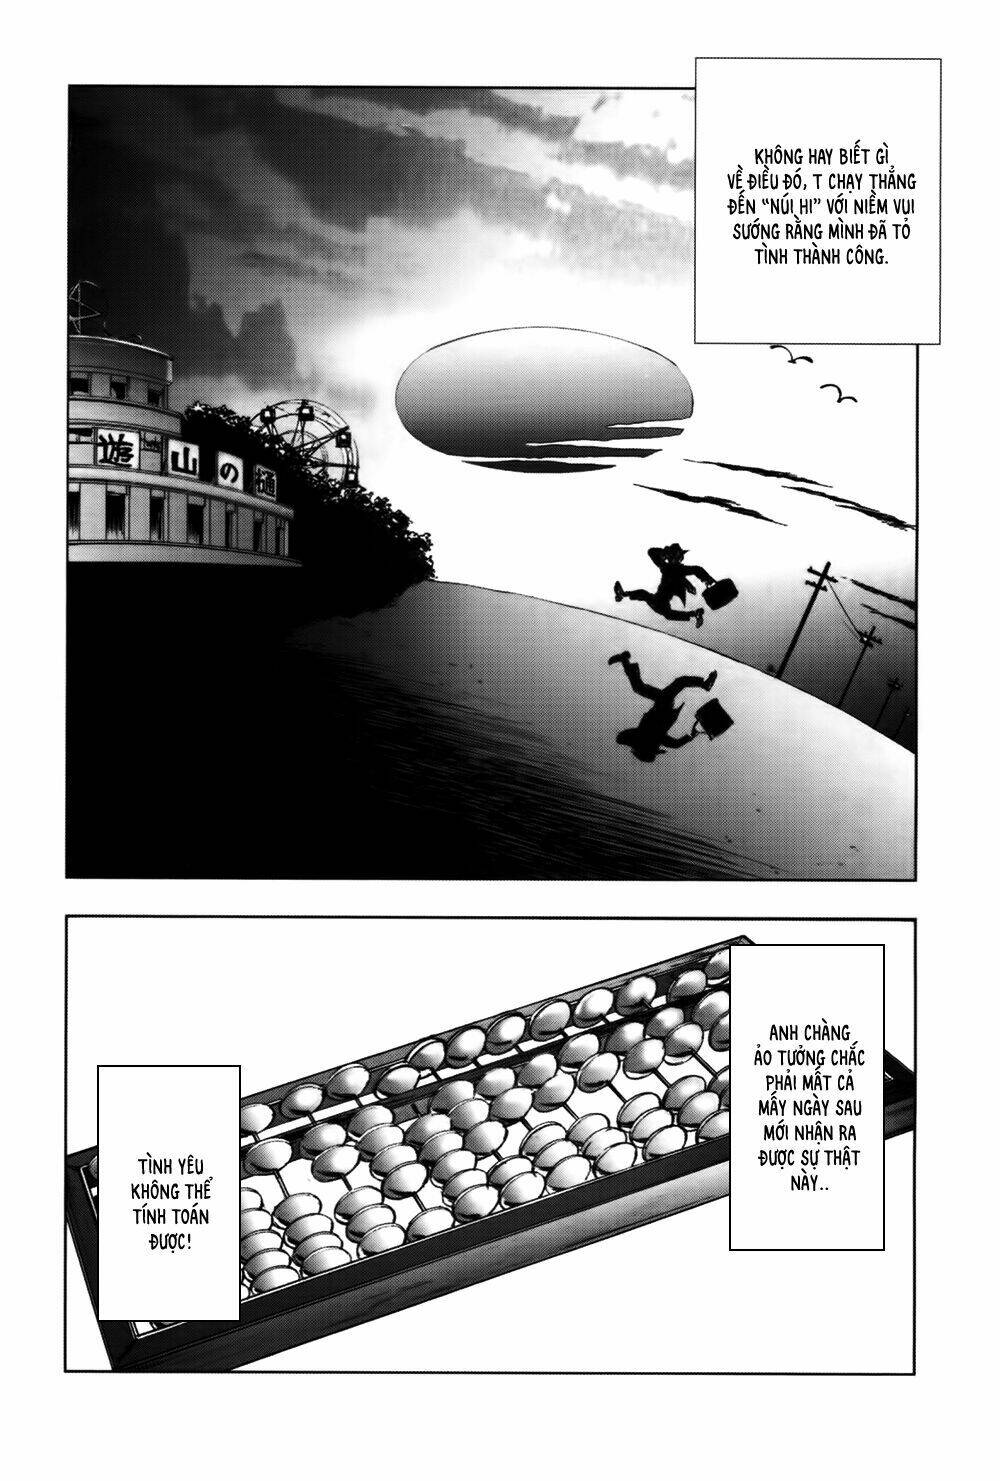 KHÔNG HAY BIẾT GÌ
VỀ ĐIỀU ĐÓ, T CHẠY THẲNG
ĐẾN "NÚI HI" VỚI NIỀM VUI
SƯỚNG RẰNG MÌNH ĐÃ TỎ
TÌNH THÀNH CÔNG.
遊山の樋
ANH CHÀNG
ẢO TƯỞNG CHẮC
PHẢI MẤT CẢ
MẤY NGÀY SAU
MỚI NHẬN RA
ĐƯỢC SỰ THẬT
NÀY..
TÌNH YÊU
KHÔNG THỂ
TÍNH TOÁN
ĐƯỢC!